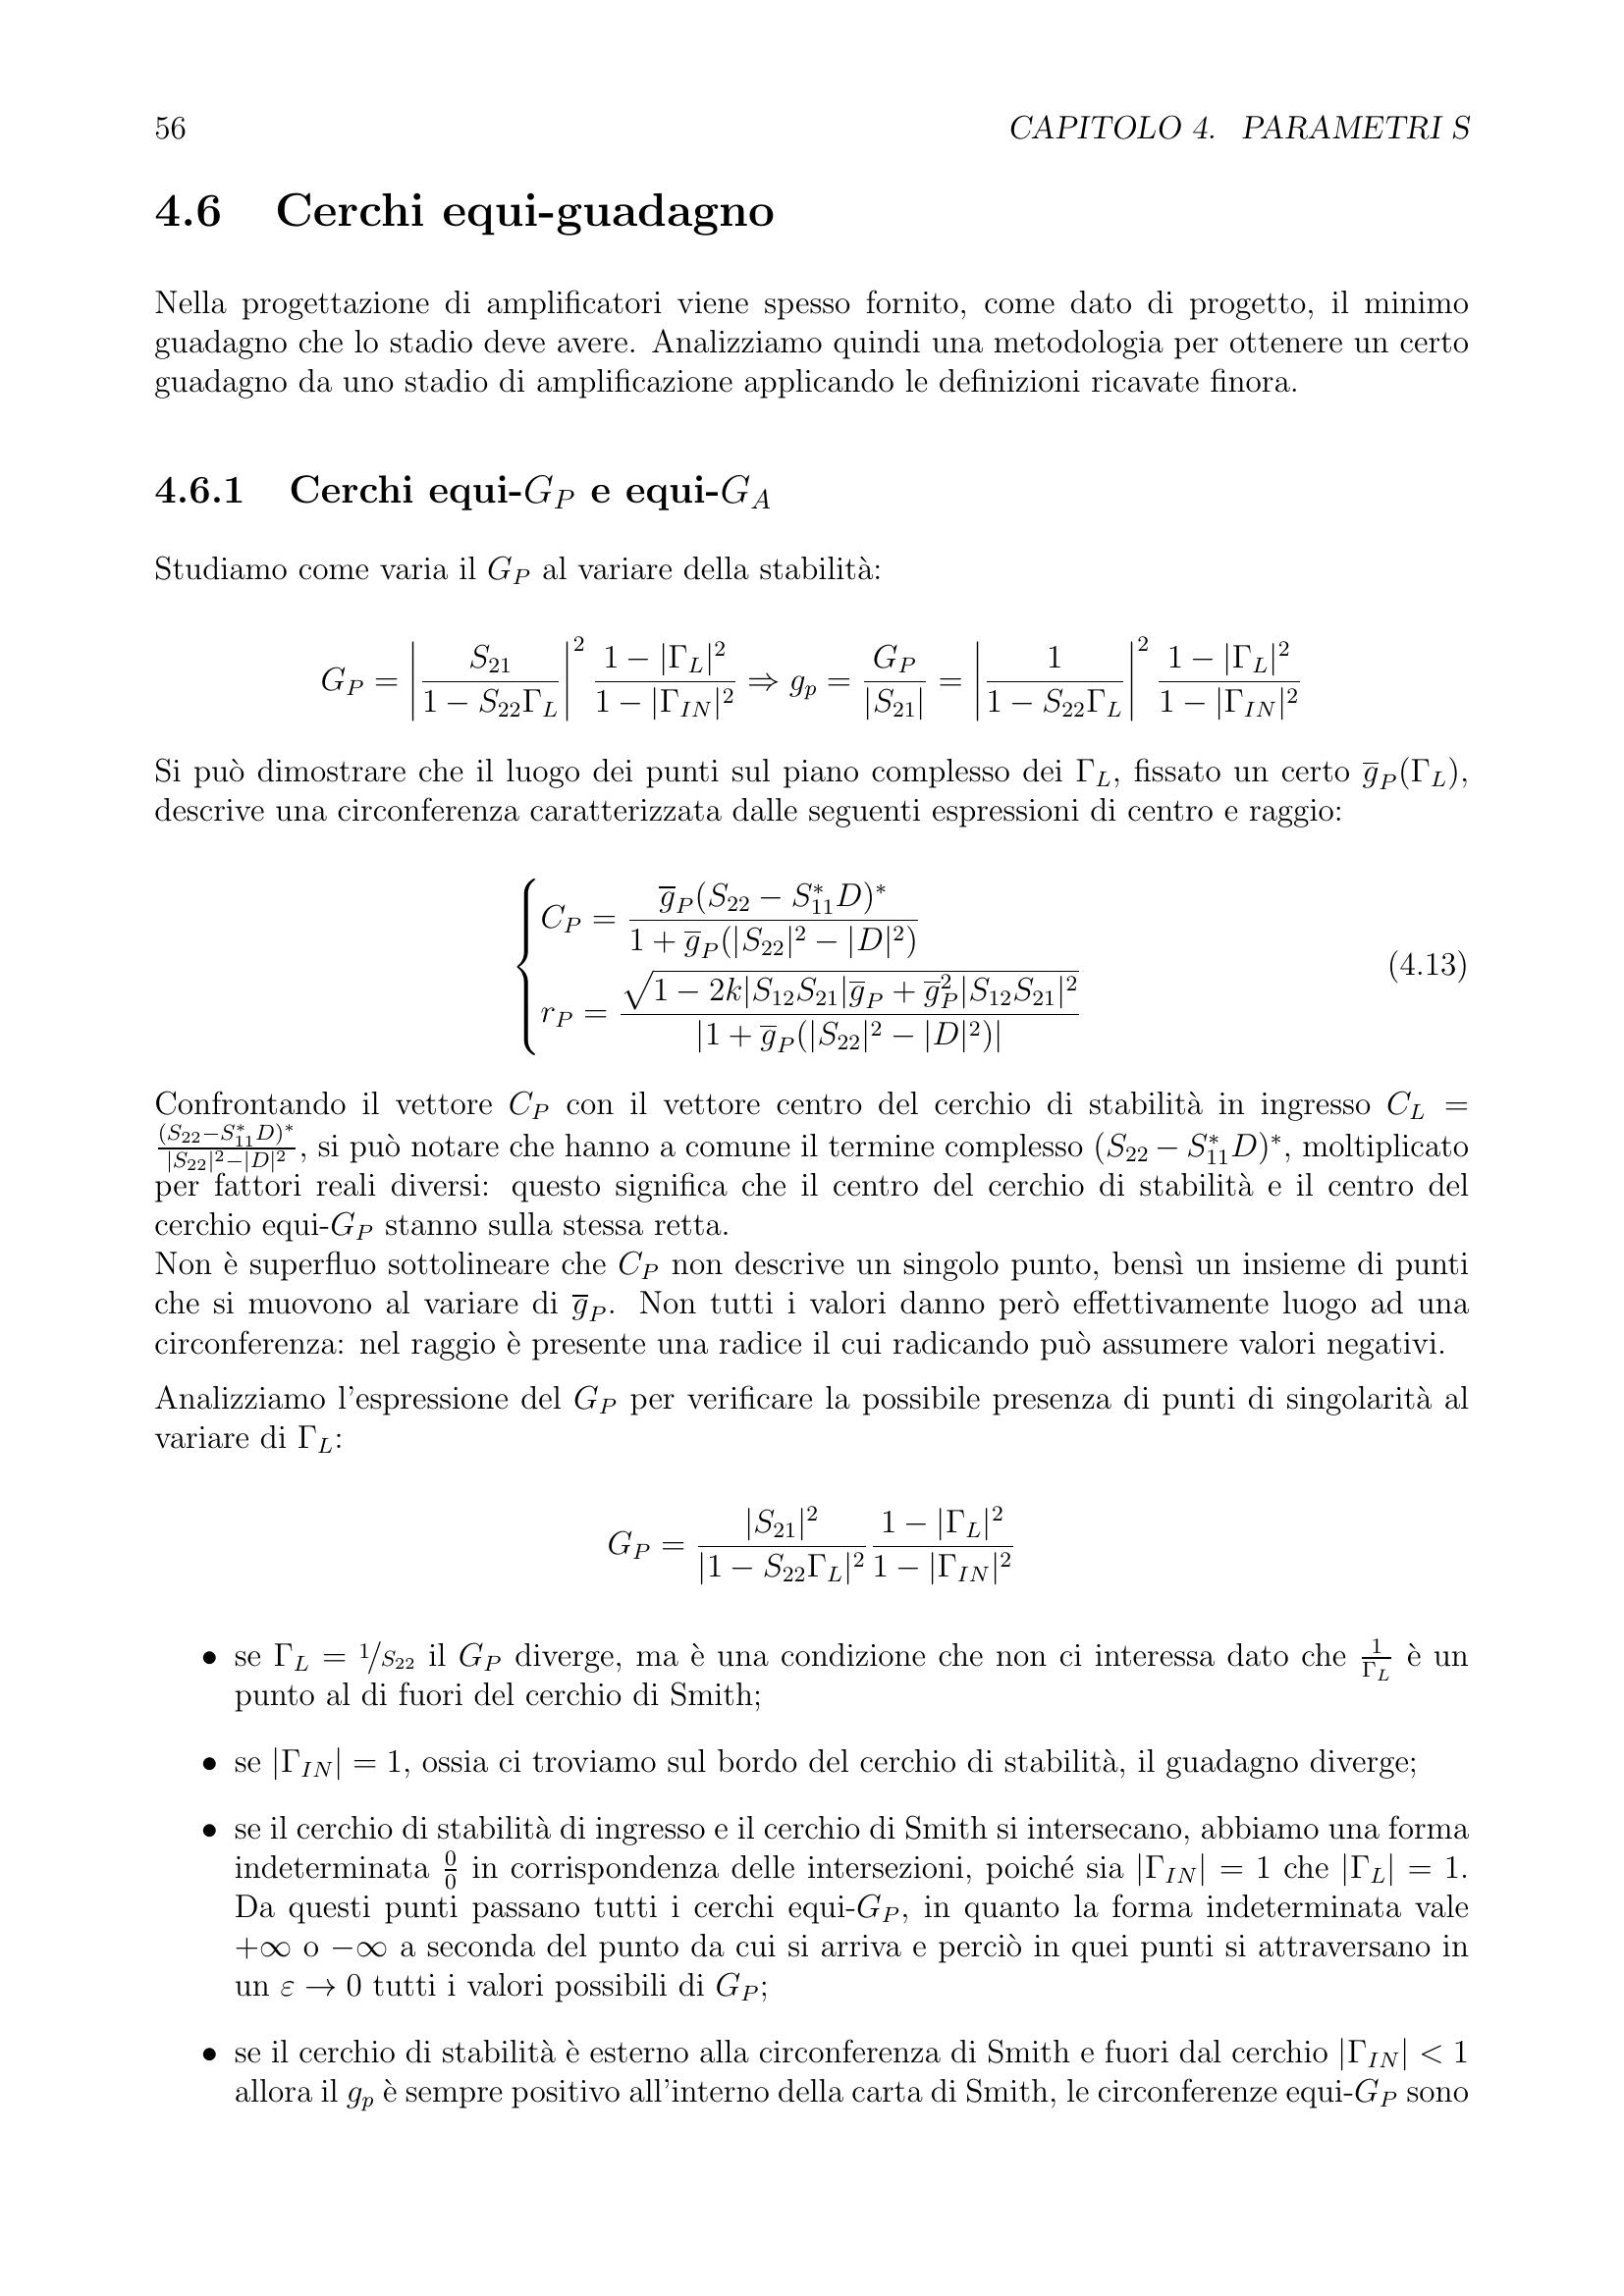 56 CAPITOLO 4. PARAMETRI S
4.6 Cerchi equi-guadagno
Nella progettazione di amplificatori viene spesso fornito, come dato di progetto, il minimo
guadagno che lo stadio deve avere. Analizziamo quindi una metodologia per ottenere un certo
guadagno da uno stadio di amplificazione applicando le definizioni ricavate finora.
4.6.1 Cerchi equi-$G_P$ e equi-$G_A$
Studiamo come varia il $G_P$ al variare della stabilità:
$G_P = \left|\frac{S_{21}}{1 - S_{22}\Gamma_L}\right|^2 \frac{1 - |\Gamma_L|^2}{1 - |\Gamma_{IN}|^2} \Rightarrow g_p = \frac{G_P}{|S_{21}|} = \left|\frac{1}{1 - S_{22}\Gamma_L}\right|^2 \frac{1 - |\Gamma_L|^2}{1 - |\Gamma_{IN}|^2}$
Si può dimostrare che il luogo dei punti sul piano complesso dei $\Gamma_L$, fissato un certo $\overline{g}_P(\Gamma_L)$,
descrive una circonferenza caratterizzata dalle seguenti espressioni di centro e raggio:
$\begin{cases} C_P = \frac{\overline{g}_P(S_{22} - S_{11}^* D)^*}{1 + \overline{g}_P(|S_{22}|^2 - |D|^2)} \\ r_P = \frac{\sqrt{1 - 2k|S_{12}S_{21}|\overline{g}_P + \overline{g}_P^2|S_{12}S_{21}|^2}}{|1 + \overline{g}_P(|S_{22}|^2 - |D|^2)|} \end{cases}$ (4.13)
Confrontando il vettore $C_P$ con il vettore centro del cerchio di stabilità in ingresso $C_L =$
$\frac{(S_{22} - S_{11}^* D)^*}{|S_{22}|^2 - |D|^2}$, si può notare che hanno a comune il termine complesso $(S_{22} - S_{11}^* D)^*$, moltiplicato
per fattori reali diversi: questo significa che il centro del cerchio di stabilità e il centro del
cerchio equi-$G_P$ stanno sulla stessa retta.
Non è superfluo sottolineare che $C_P$ non descrive un singolo punto, bensì un insieme di punti
che si muovono al variare di $\overline{g}_P$. Non tutti i valori danno però effettivamente luogo ad una
circonferenza: nel raggio è presente una radice il cui radicando può assumere valori negativi.
Analizziamo l'espressione del $G_P$ per verificare la possibile presenza di punti di singolarità al
variare di $\Gamma_L$:
$G_P = \frac{|S_{21}|^2}{|1 - S_{22}\Gamma_L|^2} \frac{1 - |\Gamma_L|^2}{1 - |\Gamma_{IN}|^2}$
• se $\Gamma_L = 1/S_{22}$ il $G_P$ diverge, ma è una condizione che non ci interessa dato che $\frac{1}{\Gamma_L}$ è un
punto al di fuori del cerchio di Smith;
• se $|\Gamma_{IN}| = 1$, ossia ci troviamo sul bordo del cerchio di stabilità, il guadagno diverge;
• se il cerchio di stabilità di ingresso e il cerchio di Smith si intersecano, abbiamo una forma
indeterminata $\frac{0}{0}$ in corrispondenza delle intersezioni, poiché sia $|\Gamma_{IN}| = 1$ che $|\Gamma_L| = 1$.
Da questi punti passano tutti i cerchi equi-$G_P$, in quanto la forma indeterminata vale
$+\infty$ o $-\infty$ a seconda del punto da cui si arriva e perciò in quei punti si attraversano in
un $\varepsilon \to 0$ tutti i valori possibili di $G_P$;
• se il cerchio di stabilità è esterno alla circonferenza di Smith e fuori dal cerchio $|\Gamma_{IN}| < 1$
allora il $g_p$ è sempre positivo all'interno della carta di Smith, le circonferenze equi-$G_P$ sono